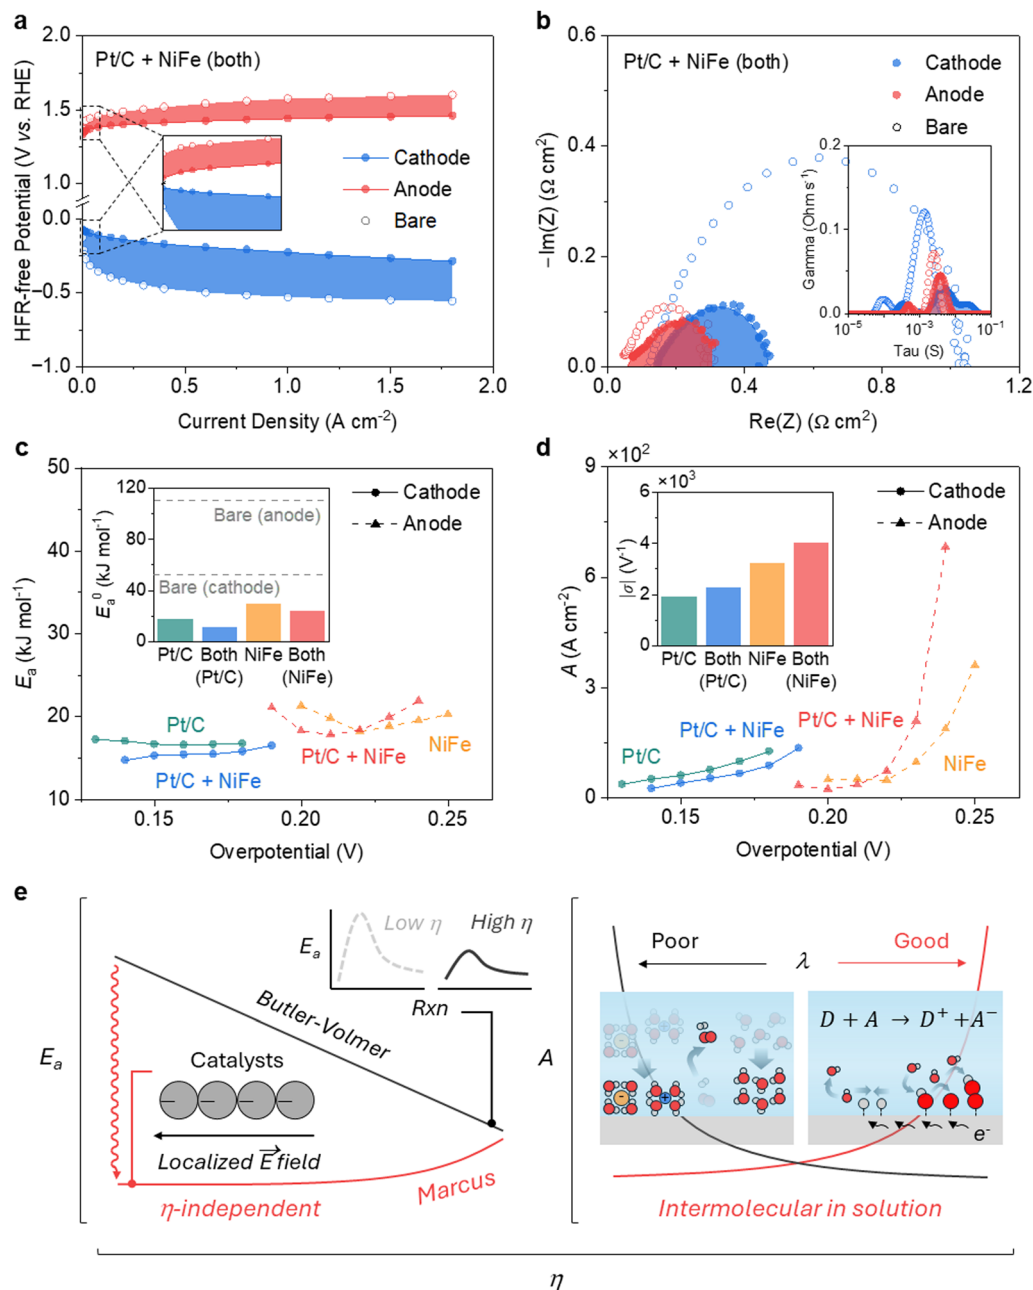 a
Pt/C + NiFe (both)
HFR-free Potential (V vs. RHE)
2.0
1.5
1.0
0.0
−0.5
−1.0
0.0
0.5
1.0
1.5
2.0
Current Density (A cm-2)
Cathode
Anode
Bare
b
Pt/C + NiFe (both)
−Im(Z) (Ω cm2)
0.6
0.5
0.4
0.3
0.2
0.1
0.0
0.0
0.4
0.8
1.2
Re(Z) (Ω cm2)
Cathode
Anode
Bare
Gamma (Ohm s-1)
0.2
0.1
0.0
10−5
10−3
10−1
Tau (S)
c
Ea (kJ mol-1)
50
40
30
20
10
0.15
0.20
0.25
Overpotential (V)
Cathode
Anode
Ea0 (kJ mol-1)
120
80
40
0
Bare (anode)
Bare (cathode)
Pt/C
Both
(Pt/C)
NiFe
Both
(NiFe)
Pt/C
Pt/C + NiFe
Pt/C + NiFe
NiFe
d
×102
A (A cm-2)
9
6
3
0
0.15
0.20
0.25
Overpotential (V)
Cathode
Anode
×103
|σ| (V-1)
6
4
2
0
Pt/C
Both
(Pt/C)
NiFe
Both
(NiFe)
Pt/C
Pt/C + NiFe
Pt/C + NiFe
NiFe
e
Ea
Low η
High η
Ea
Rxn
Butler-Volmer
Catalysts
Localized E field
η-independent
Marcus
A
Poor
λ
Good
D + A → D+ + A−
e-
Intermolecular in solution
η